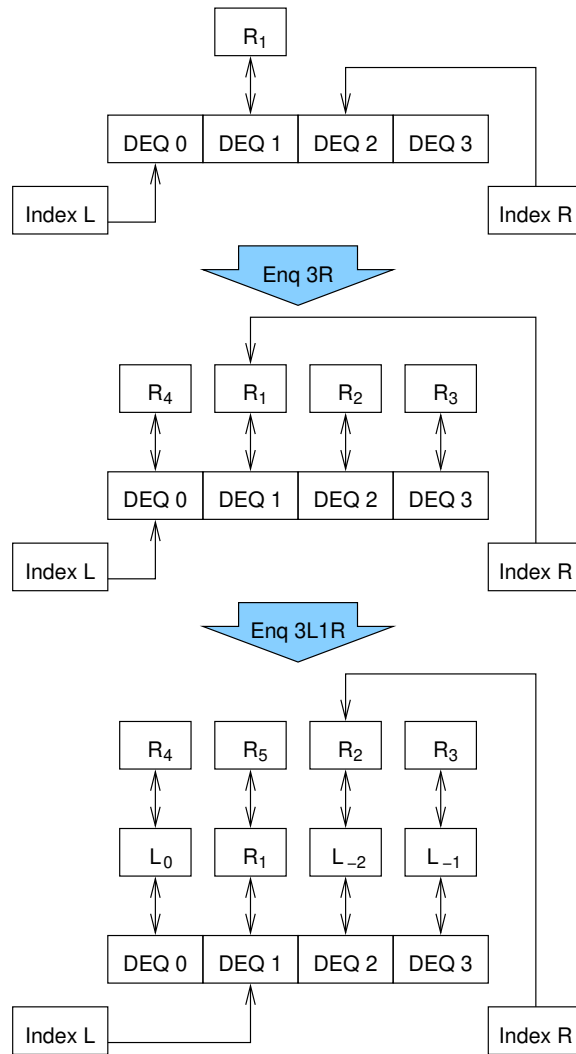 R₁
DEQ 0 DEQ 1 DEQ 2 DEQ 3
Index L Index R
Enq 3R
R₄ R₁ R₂ R₃
DEQ 0 DEQ 1 DEQ 2 DEQ 3
Index L Index R
Enq 3L1R
R₄ R₅ R₂ R₃
L₀ R₁ L₋₂ L₋₁
DEQ 0 DEQ 1 DEQ 2 DEQ 3
Index L Index R